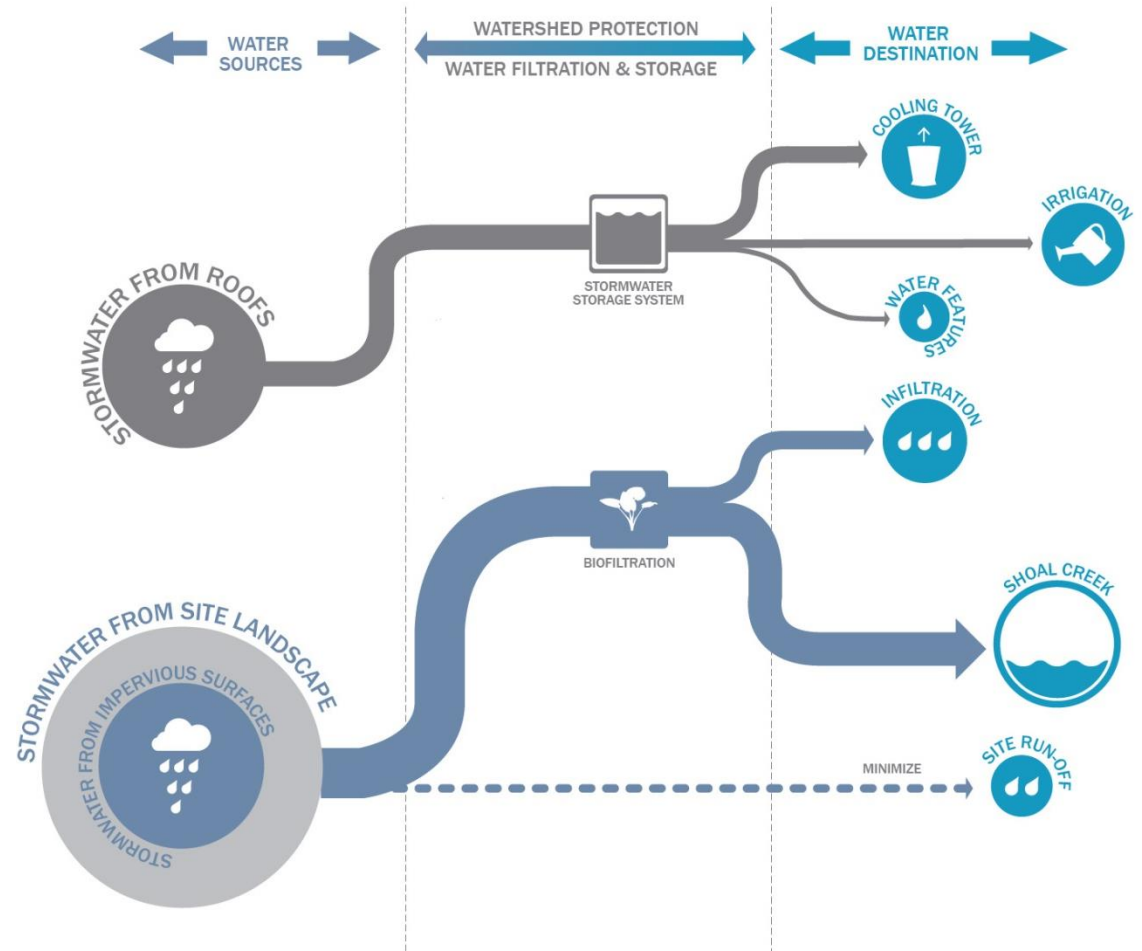 WATER
SOURCES
WATERSHED PROTECTION
WATER FILTRATION & STORAGE
WATER
DESTINATION
COOLING TOWER
IRRIGATION
STORMWATER
STORAGE SYSTEM
WATER FEATURES
STORMWATER FROM ROOFS
INFILTRATION
BIOFILTRATION
SHOAL CREEK
STORMWATER FROM SITE LANDSCAPE
STORMWATER FROM IMPERVIOUS SURFACES
MINIMIZE
SITE RUN-OFF